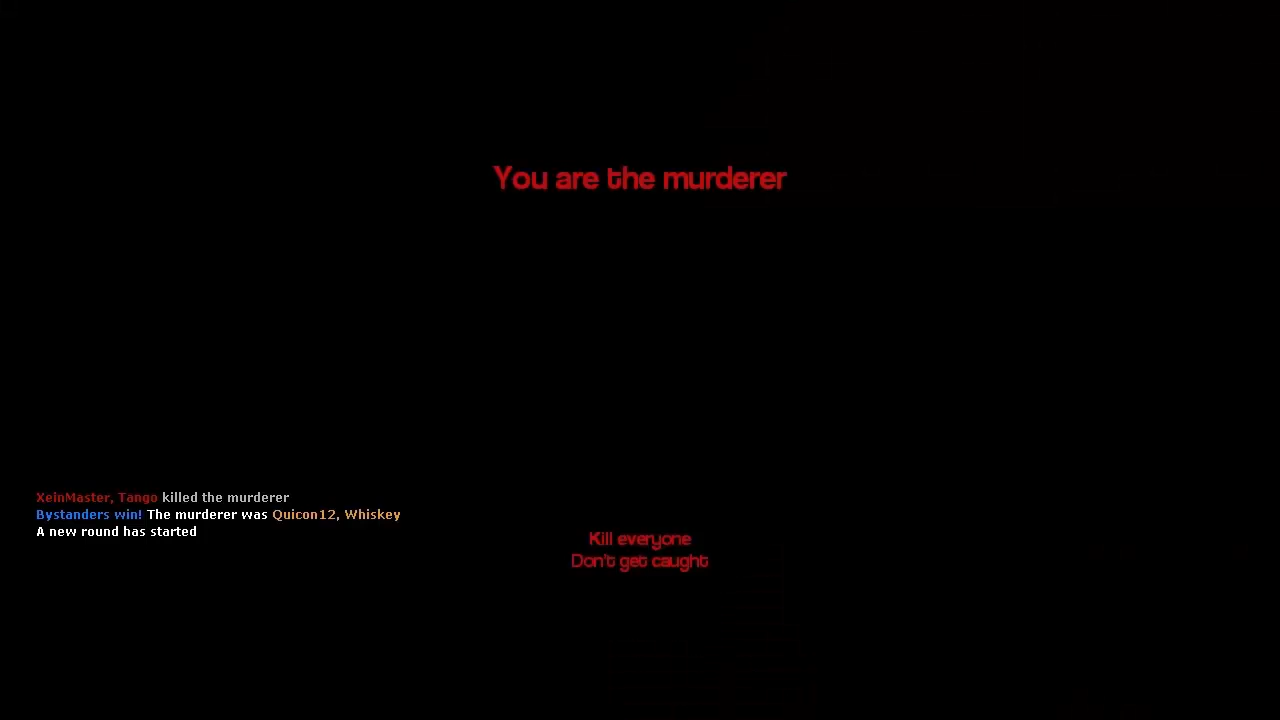 You are the murderer
XeinMaster, Tango killed the murderer
Bystanders win! The murderer was Quicon12, Whiskey
A new round has started
Kill everyone
Don't get caught